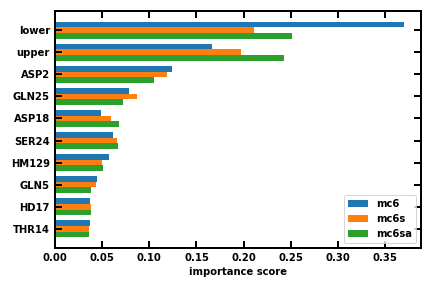 lower
upper
ASP2
GLN25
ASP18
SER24
HM129
GLN5
HD17
THR14
mc6
mc6s
mc6sa
0.00 0.05 0.10 0.15 0.20 0.25 0.30 0.35
importance score